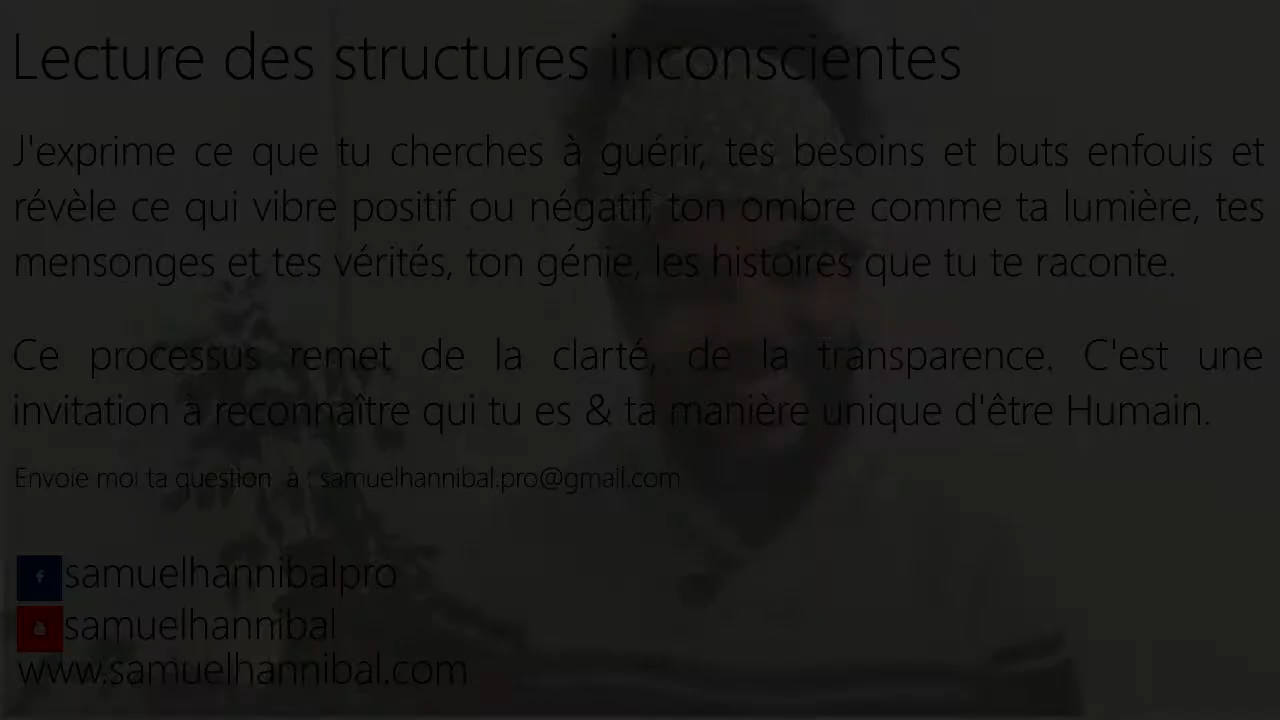 Lecture des structures inconscientes
J'exprime ce que tu cherches à guérir, tes besoins et buts enfouis et
révèle ce qui vibre positif ou négatif, ton ombre comme ta lumière, tes
mensonges et tes vérités, ton génie, les histoires que tu te raconte.
Ce processus remet de la clarté, de la transparence. C'est une
invitation à reconnaître qui tu es & ta manière unique d'être Humain.
Envoie moi ta question à : samuelhannibal.pro@gmail.com
samuelhannibalpro
samuelhannibal
www.samuelhannibal.com